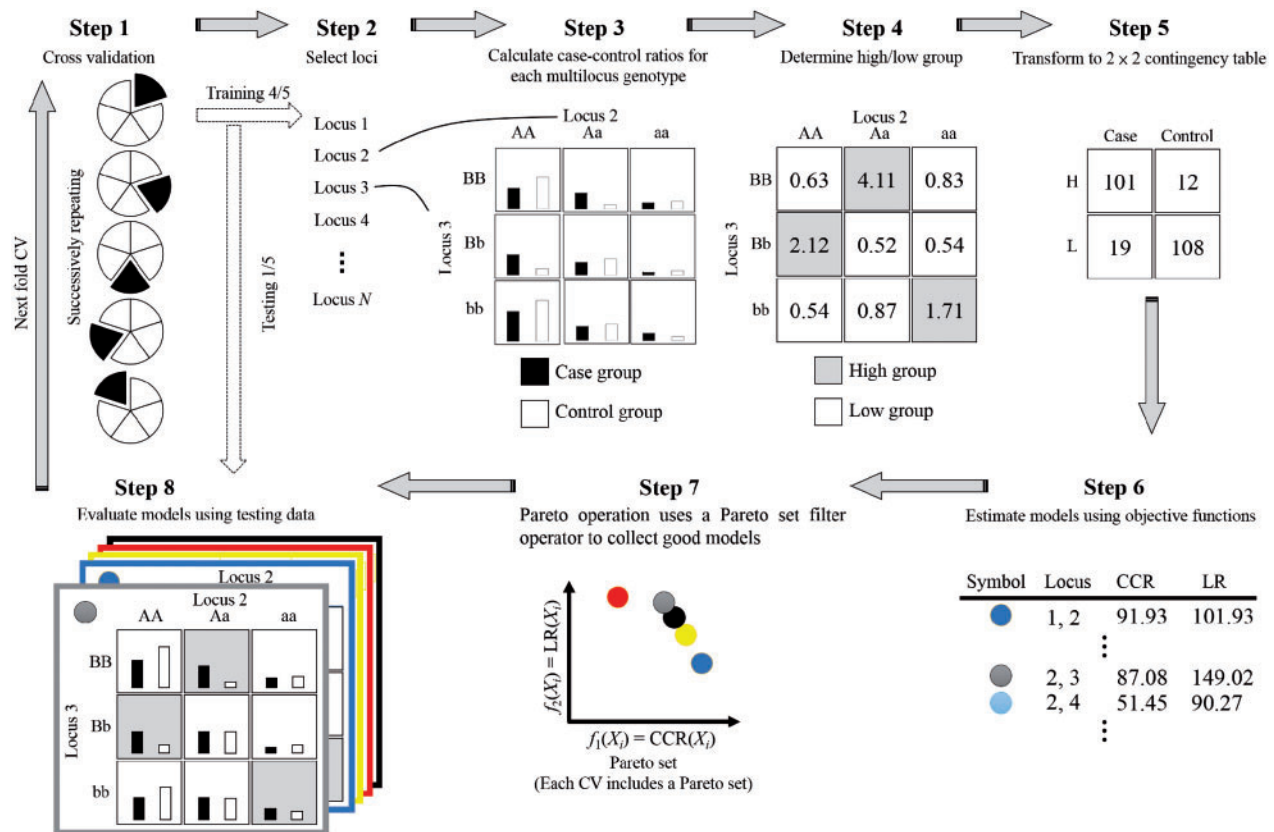 Step 1
Cross validation
Next fold CV
Successively repeating
Training 4/5
Testing 1/5
Step 2
Select loci
Locus 1
Locus 2
Locus 3
Locus 4
⋮
Locus N
Step 3
Calculate case-control ratios for
each multilocus genotype
Locus 2
AA Aa aa
Locus 3
BB
Bb
bb
Case group
Control group
Step 4
Determine high/low group
Locus 2
AA Aa aa
Locus 3
BB 0.63 4.11 0.83
Bb 2.12 0.52 0.54
bb 0.54 0.87 1.71
High group
Low group
Step 5
Transform to 2 × 2 contingency table
Case Control
H 101 12
L 19 108
Step 6
Estimate models using objective functions
Symbol Locus CCR LR
1, 2 91.93 101.93
⋮
2, 3 87.08 149.02
2, 4 51.45 90.27
⋮
Step 7
Pareto operation uses a Pareto set filter
operator to collect good models
f2(Xi) = LR(Xi)
f1(Xi) = CCR(Xi)
Pareto set
(Each CV includes a Pareto set)
Step 8
Evaluate models using testing data
Locus 2
Locus 2
AA Aa aa
Locus 3
BB
Bb
bb